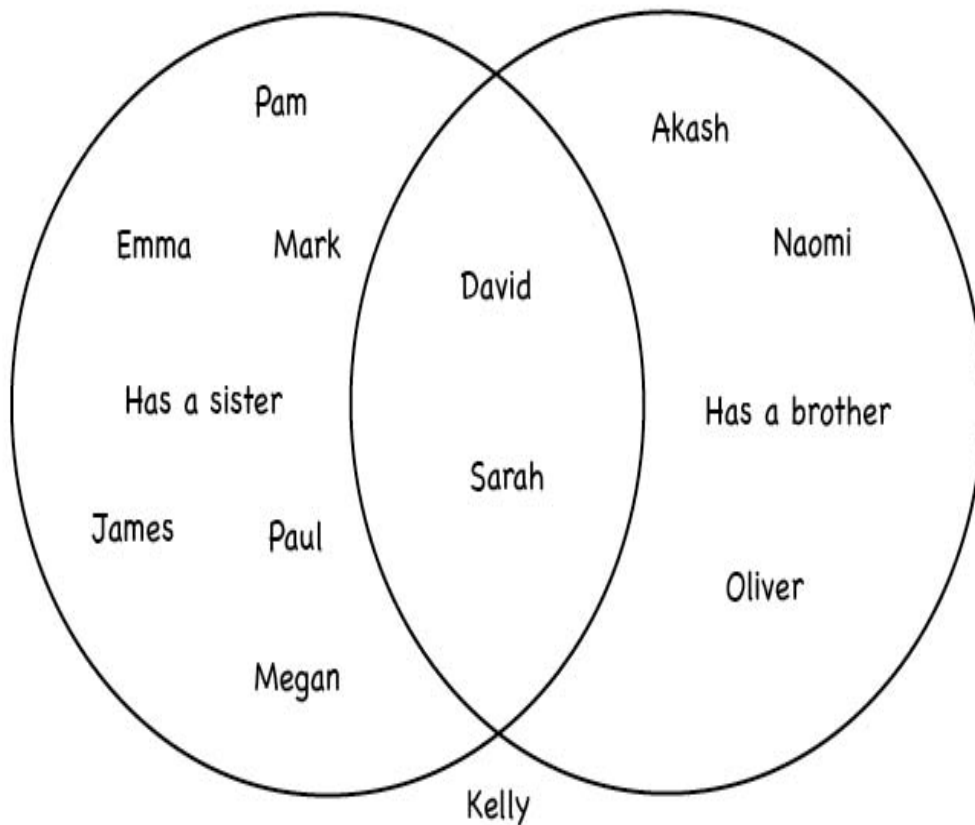 Pam
Akash
Emma
Mark
Naomi
David
Has a sister
Has a brother
Sarah
James
Paul
Oliver
Megan
Kelly